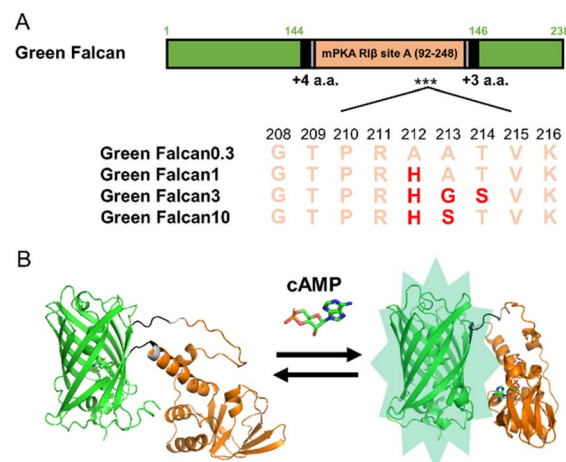 A
1 144 146 238
Green Falcan mPKA RIβ site A (92-248)
+4 a.a. *** +3 a.a.
208 209 210 211 212 213 214 215 216
Green Falcan0.3 G T P R A A T V K
Green Falcan1 G T P R H A T V K
Green Falcan3 G T P R H G S V K
Green Falcan10 G T P R H S T V K
B
cAMP